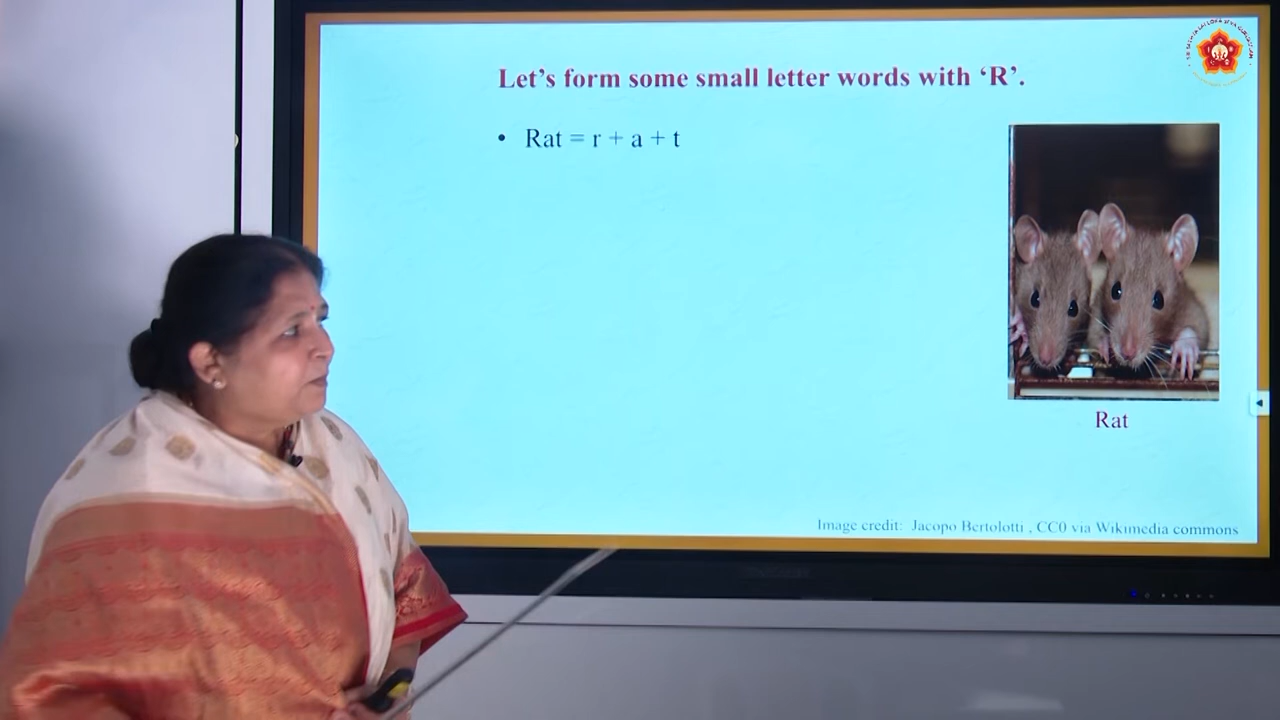 Let's form some small letter words with ‘R’.
• Rat = r + a + t
Rat
Image credit: Jacopo Bertolotti , CC0 via Wikimedia commons